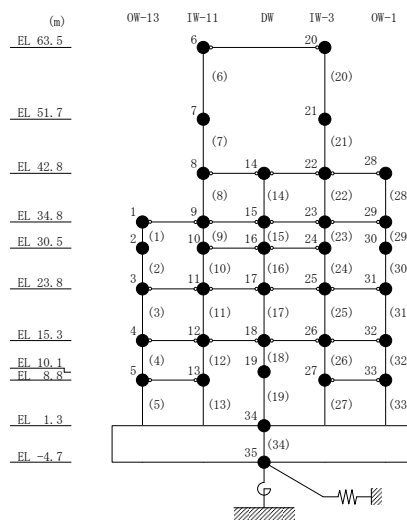 (m) OW-13 IW-11 DW IW-3 OW-1
EL 63.5 6 20
(6) (20)
EL 51.7 7 21
(7) (21)
EL 42.8 8 14 22 28
(8) (14) (22) (28)
EL 34.8 1 9 15 23 29
(1) (9) (15) (23) (29)
EL 30.5 2 10 16 24 30
(2) (10) (16) (24) (30)
EL 23.8 3 11 17 25 31
(3) (11) (17) (25) (31)
EL 15.3 4 12 18 26 32
(4) (12) (18) (26) (32)
EL 10.1 19
EL 8.8 5 13 27 33
(5) (13) (19) (27) (33)
EL 1.3 34
(34)
EL -4.7 35